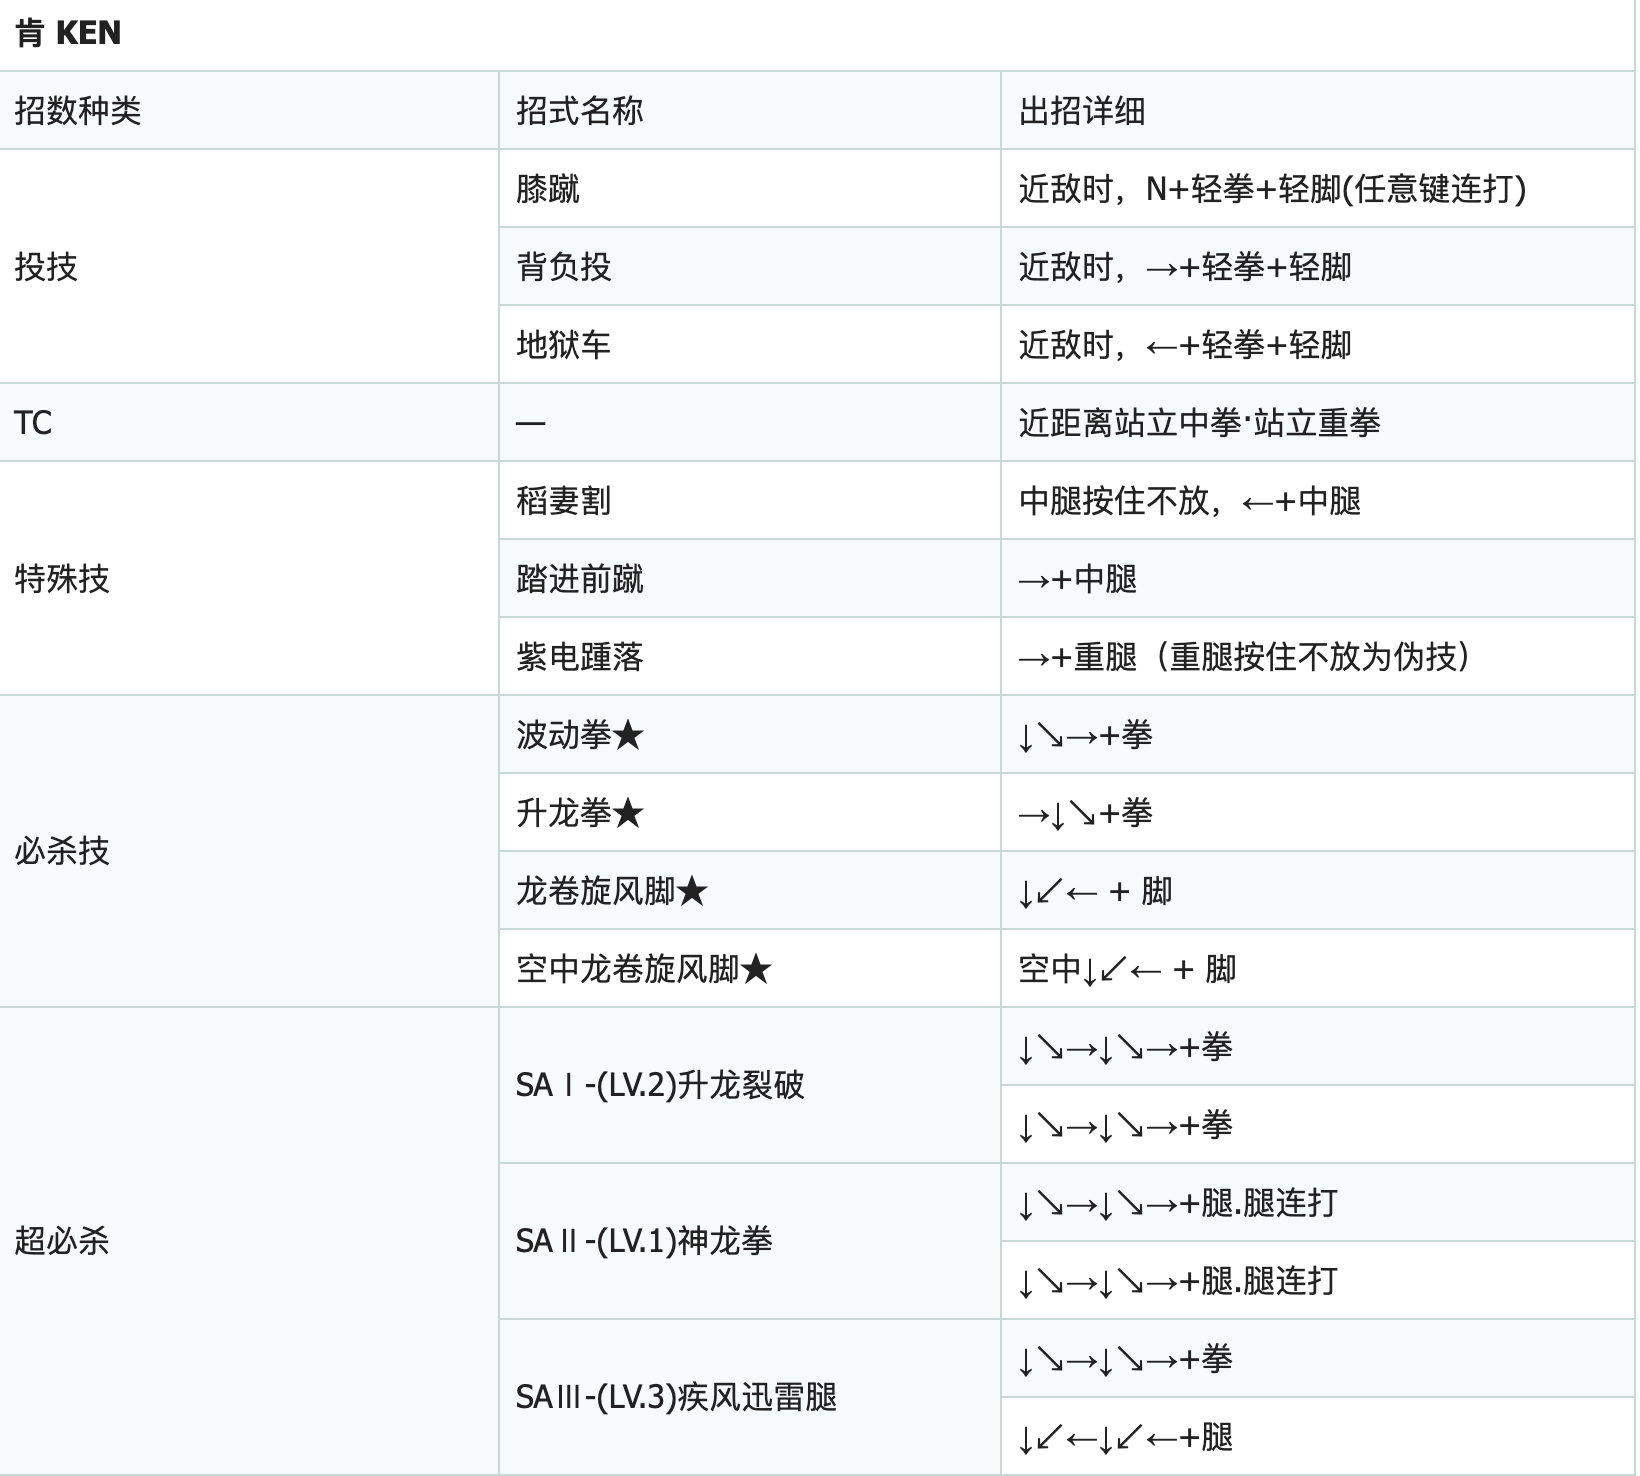 肯 KEN
招数种类 招式名称 出招详细
投技
膝蹴 近敌时，N+轻拳+轻脚(任意键连打)
背负投 近敌时，→+轻拳+轻脚
地狱车 近敌时，←+轻拳+轻脚
TC — 近距离站立中拳·站立重拳
特殊技
稻妻割 中腿按住不放，←+中腿
踏进前蹴 →+中腿
紫电踵落 →+重腿（重腿按住不放为伪技）
必杀技
波动拳★ ↓↘→+拳
升龙拳★ →↓↘+拳
龙卷旋风脚★ ↓↙← + 脚
空中龙卷旋风脚★ 空中↓↙← + 脚
超必杀
SAⅠ-(LV.2)升龙裂破
↓↘→↓↘→+拳
↓↘→↓↘→+拳
SAⅡ-(LV.1)神龙拳
↓↘→↓↘→+腿.腿连打
↓↘→↓↘→+腿.腿连打
SAⅢ-(LV.3)疾风迅雷腿
↓↘→↓↘→+拳
↓↙←↓↙←+腿